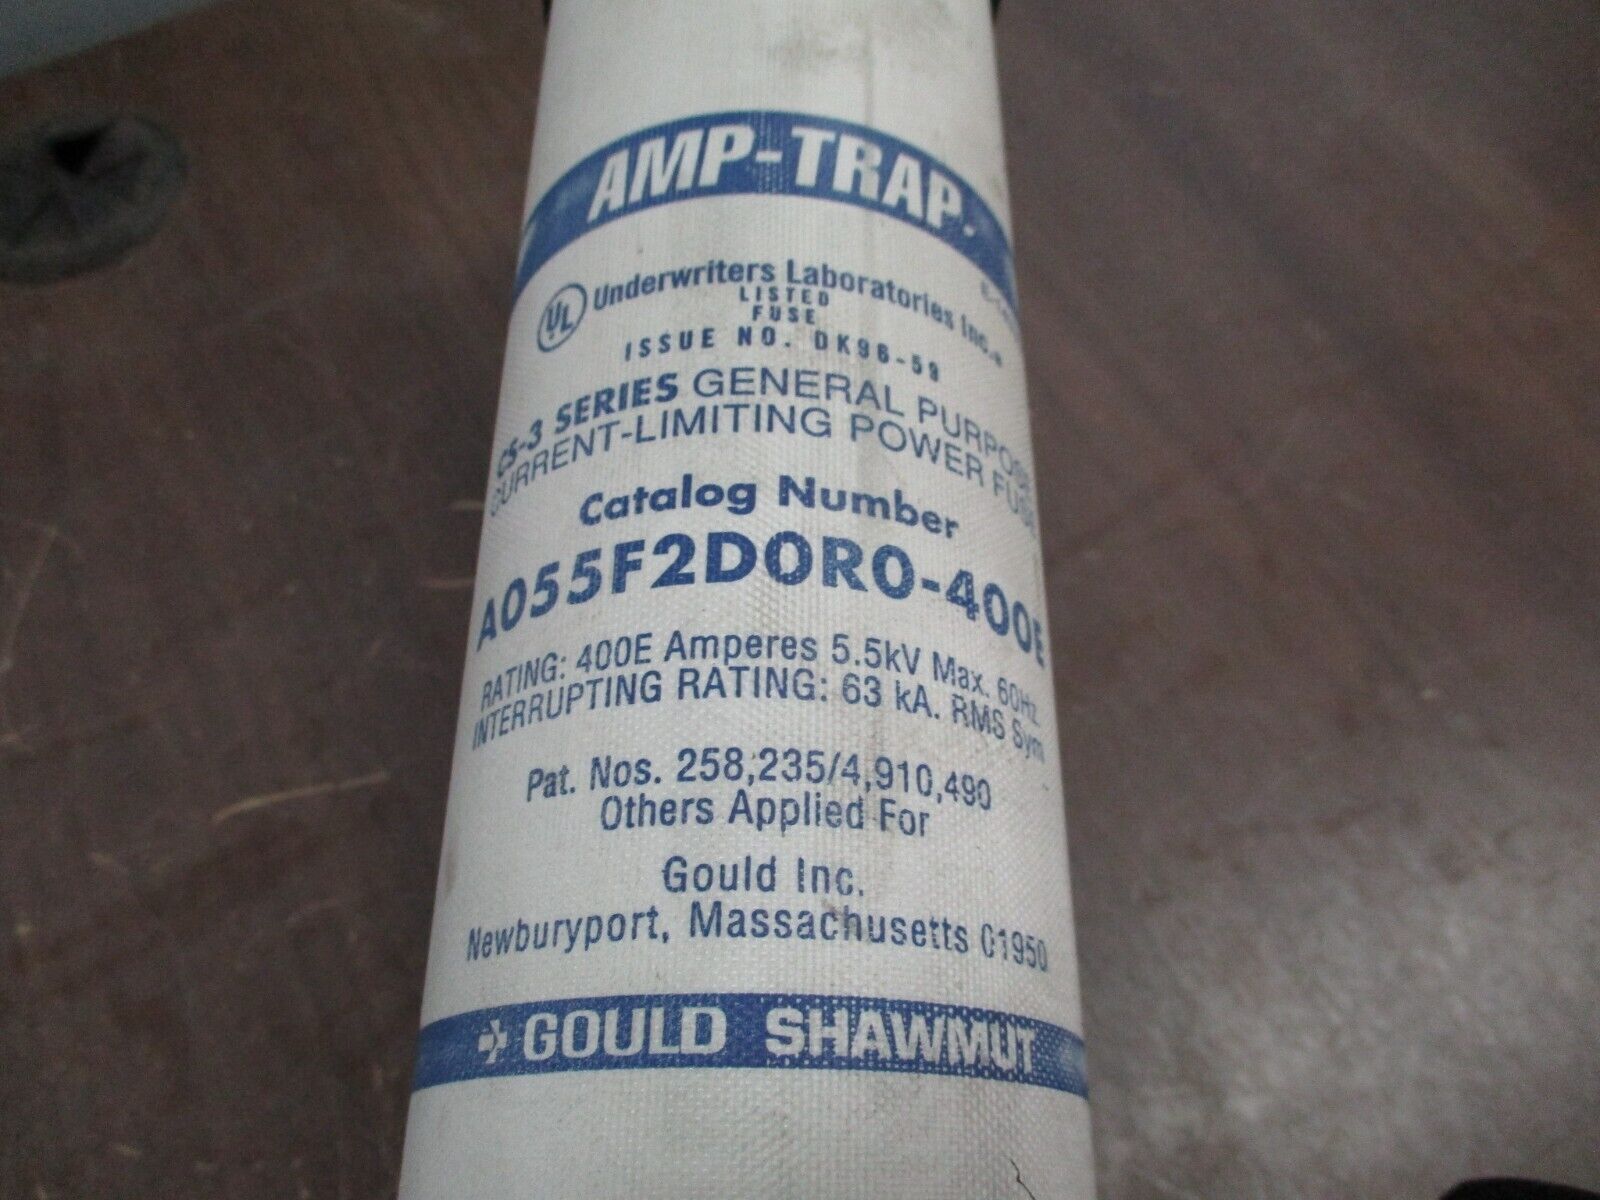 AMP-TRAP
UL Underwriters Laboratories Inc.®
LISTED
FUSE
ISSUE NO. DK96-59
CS-3 SERIES GENERAL PURPOSE
CURRENT-LIMITING POWER FUSE
Catalog Number
A055F2D0R0-400E
RATING: 400E Amperes 5.5kV Max. 60Hz.
INTERRUPTING RATING: 63 kA. RMS Sym
Pat. Nos. 258,235/4,910,490
Others Applied For
Gould Inc.
Newburyport, Massachusetts 01950
GOULD SHAWMUT